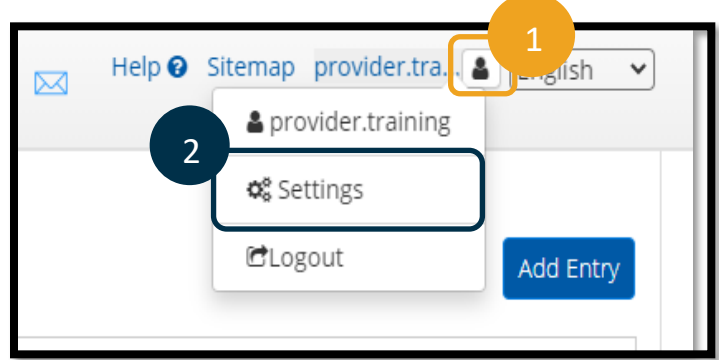 1
Help Sitemap provider.tra... English
provider.training
2
Settings
Logout
Add Entry